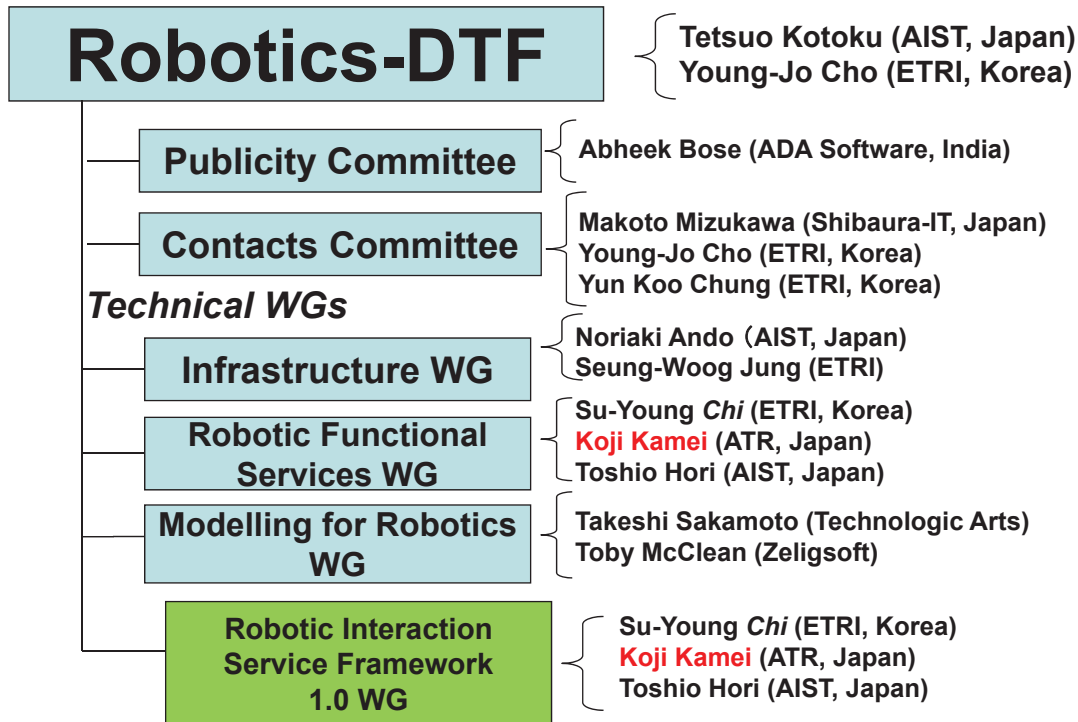 Robotics-DTF
Tetsuo Kotoku (AIST, Japan)
Young-Jo Cho (ETRI, Korea)
Publicity Committee
Abheek Bose (ADA Software, India)
Contacts Committee
Makoto Mizukawa (Shibaura-IT, Japan)
Young-Jo Cho (ETRI, Korea)
Yun Koo Chung (ETRI, Korea)
Technical WGs
Infrastructure WG
Noriaki Ando（AIST, Japan)
Seung-Woog Jung (ETRI)
Robotic Functional
Services WG
Su-Young Chi (ETRI, Korea)
Koji Kamei (ATR, Japan)
Toshio Hori (AIST, Japan)
Modelling for Robotics
WG
Takeshi Sakamoto (Technologic Arts)
Toby McClean (Zeligsoft)
Robotic Interaction
Service Framework
1.0 WG
Su-Young Chi (ETRI, Korea)
Koji Kamei (ATR, Japan)
Toshio Hori (AIST, Japan)